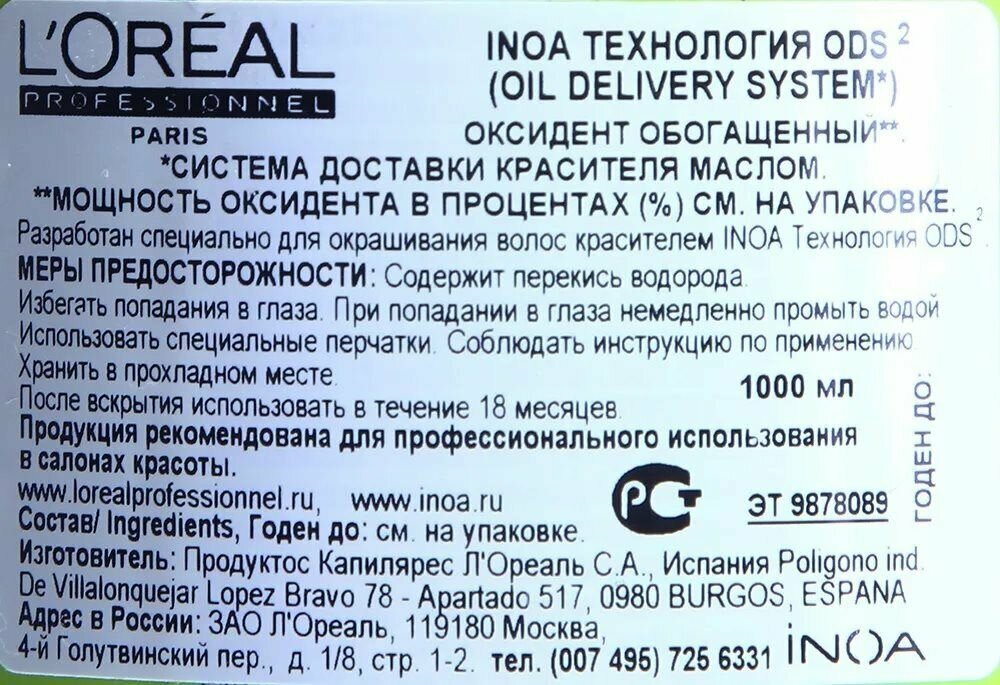 L'ORÉAL
PROFESSIONNEL
PARIS
INOA ТЕХНОЛОГИЯ ODS²
(OIL DELIVERY SYSTEM*)
ОКСИДЕНТ ОБОГАЩЕННЫЙ**.
*СИСТЕМА ДОСТАВКИ КРАСИТЕЛЯ МАСЛОМ.
**МОЩНОСТЬ ОКСИДЕНТА В ПРОЦЕНТАХ (%) СМ. НА УПАКОВКЕ.
Разработан специально для окрашивания волос красителем INOA Технология ODS².
МЕРЫ ПРЕДОСТОРОЖНОСТИ: Содержит перекись водорода.
Избегать попадания в глаза. При попадании в глаза немедленно промыть водой
Использовать специальные перчатки. Соблюдать инструкцию по применению
Хранить в прохладном месте.
После вскрытия использовать в течение 18 месяцев.
1000 мл
Продукция рекомендована для профессионального использования
в салонах красоты.
www.lorealprofessionnel.ru, www.inoa.ru
Состав/ Ingredients, Годен до: см. на упаковке.
РСТ
ЭТ 9878089
ГОДЕН ДО:
Изготовитель: Продуктос Капилярес Л'Ореаль С.А., Испания Poligono ind.
De Villalonquejar Lopez Bravo 78 - Apartado 517, 0980 BURGOS, ESPANA
Адрес в России: ЗАО Л'Ореаль, 119180 Москва,
4-й Голутвинский пер., д. 1/8, стр. 1-2. тел. (007 495) 725 6331
iNOA